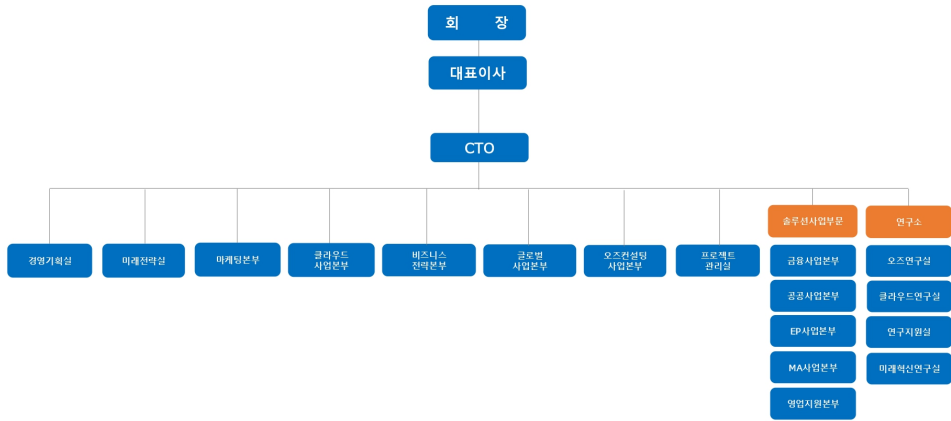 회 장
대표이사
CTO
솔루션사업부문
연구소
경영기획실
미래전략실
마케팅본부
클라우드
사업본부
비즈니스
전략본부
글로벌
사업본부
오즈컨설팅
사업본부
프로젝트
관리실
금융사업본부
공공사업본부
EP사업본부
MA사업본부
영업지원본부
오즈연구실
클라우드연구실
연구지원실
미래혁신연구실